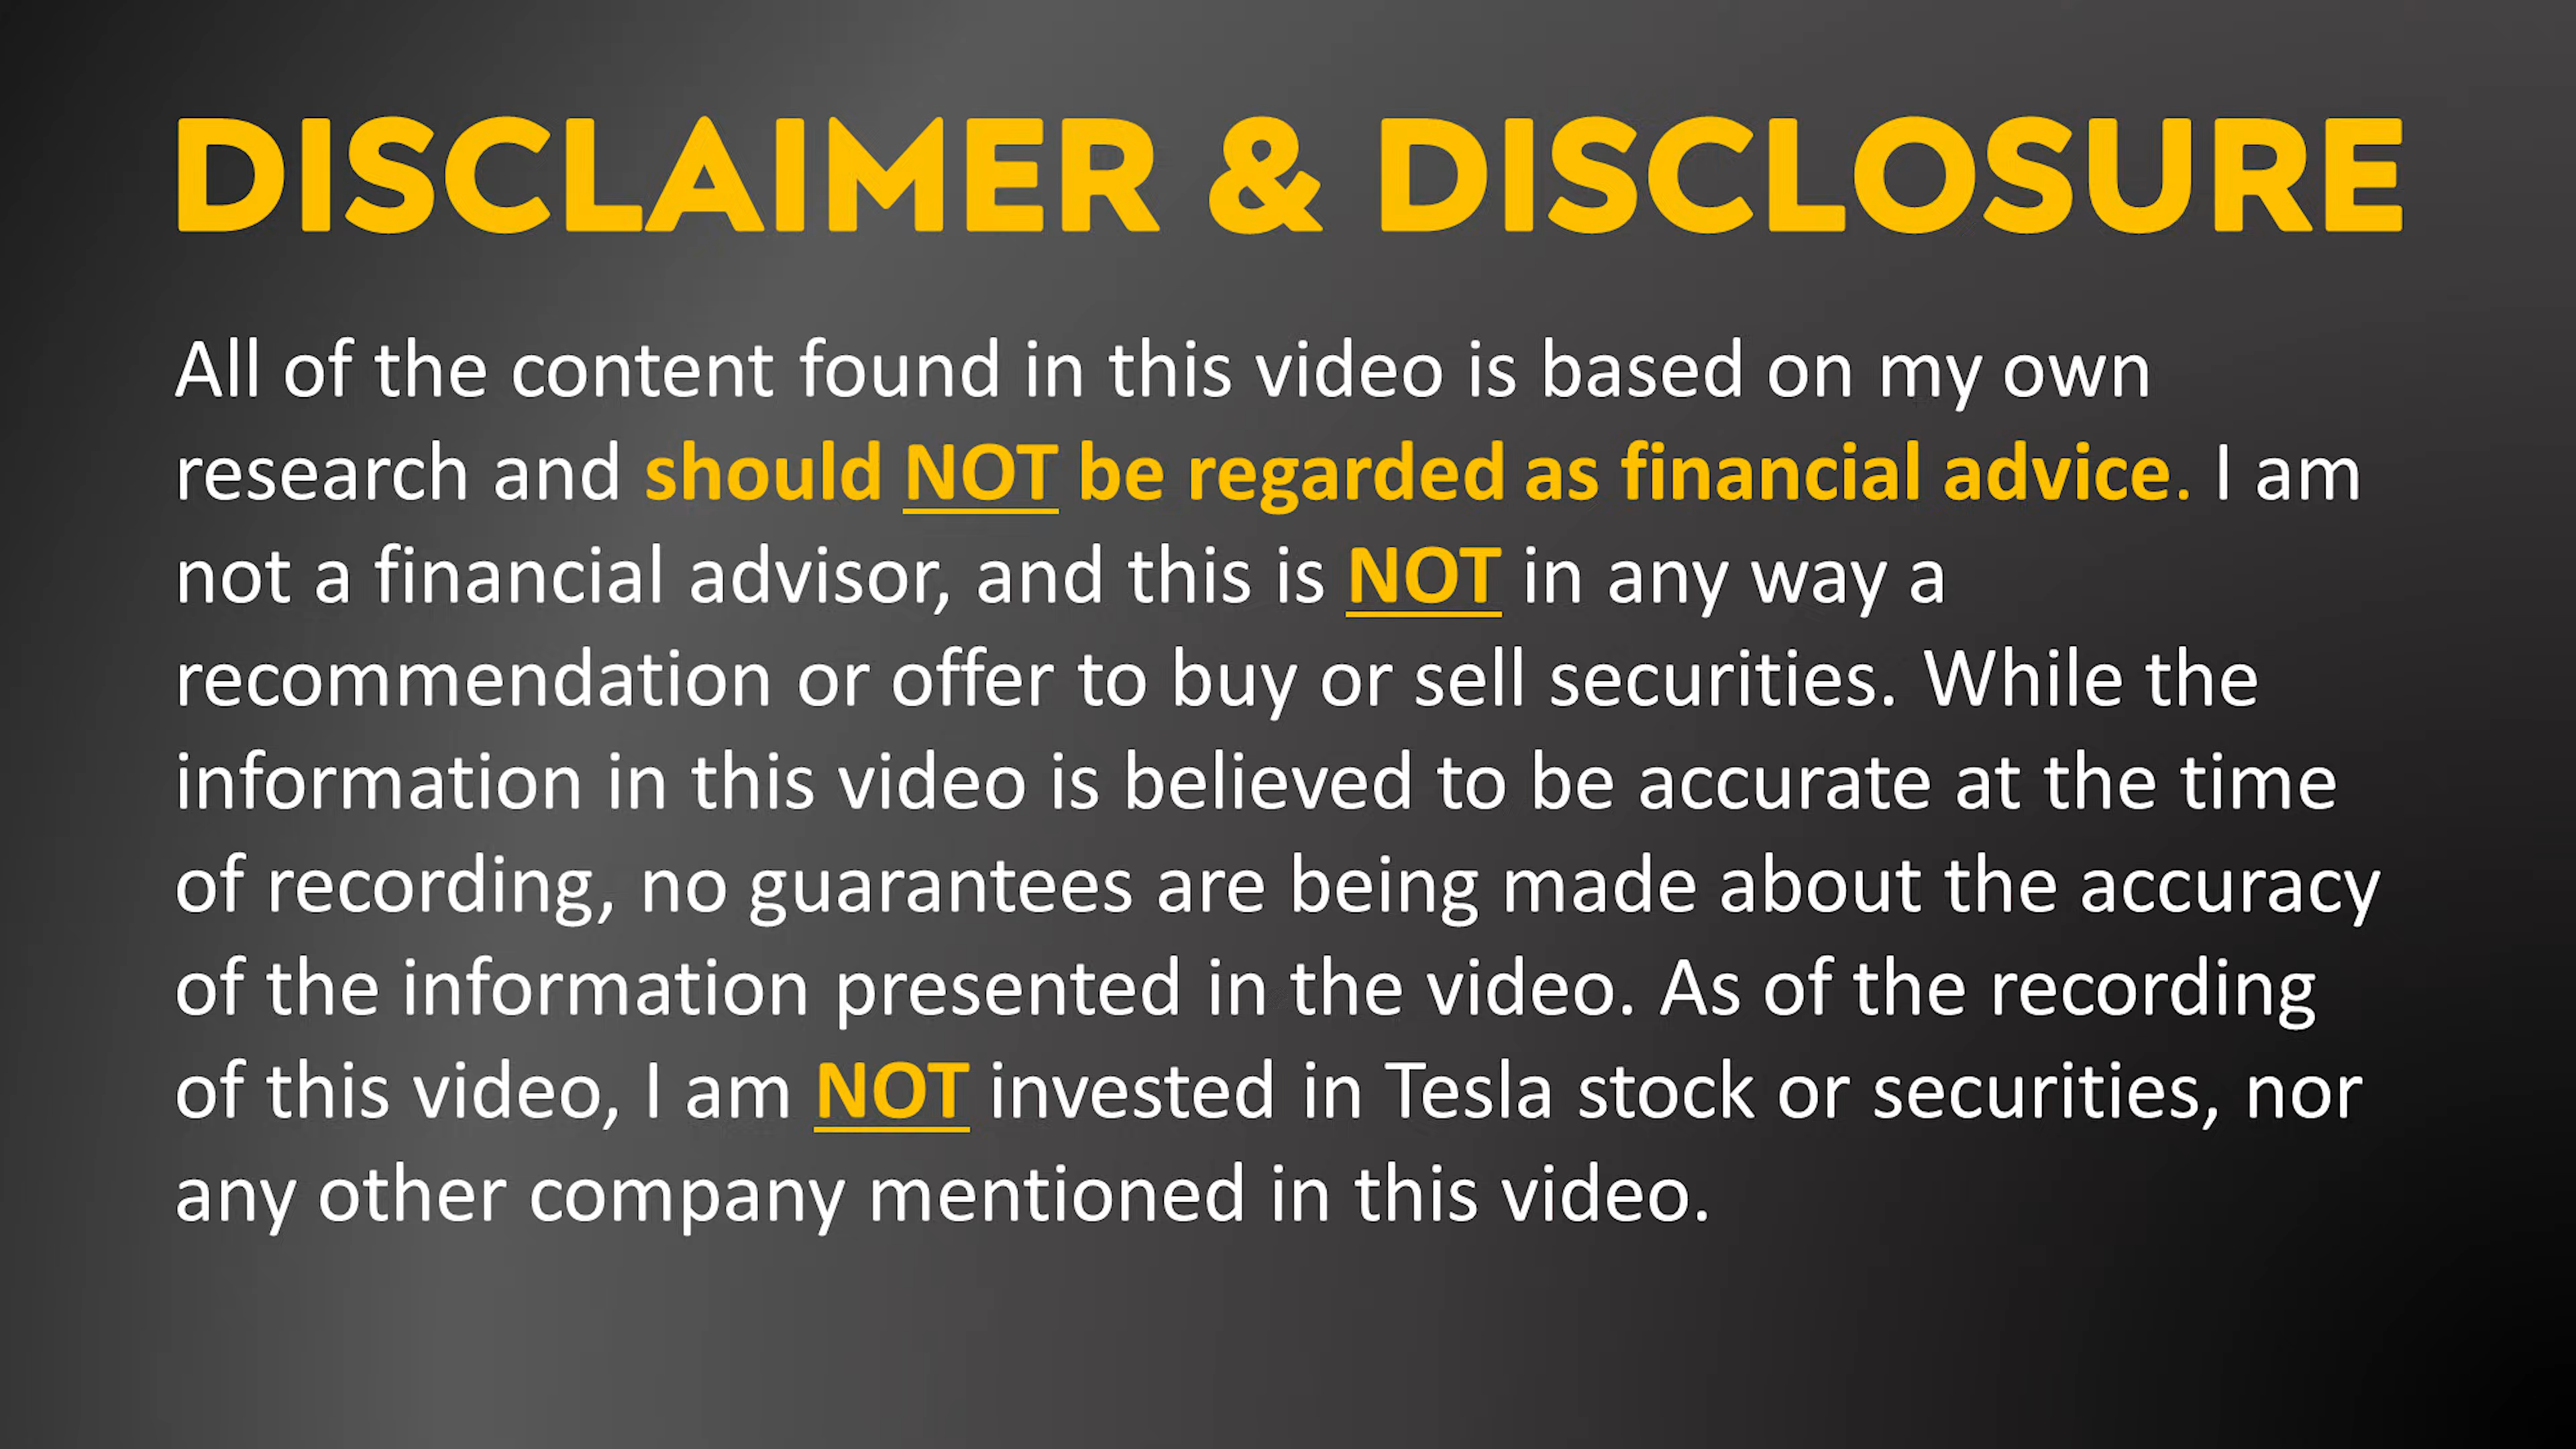 DISCLAIMER & DISCLOSURE
All of the content found in this video is based on my own
research and should NOT be regarded as financial advice. I am
not a financial advisor, and this is NOT in any way a
recommendation or offer to buy or sell securities. While the
information in this video is believed to be accurate at the time
of recording, no guarantees are being made about the accuracy
of the information presented in the video. As of the recording
of this video, I am NOT invested in Tesla stock or securities, nor
any other company mentioned in this video.